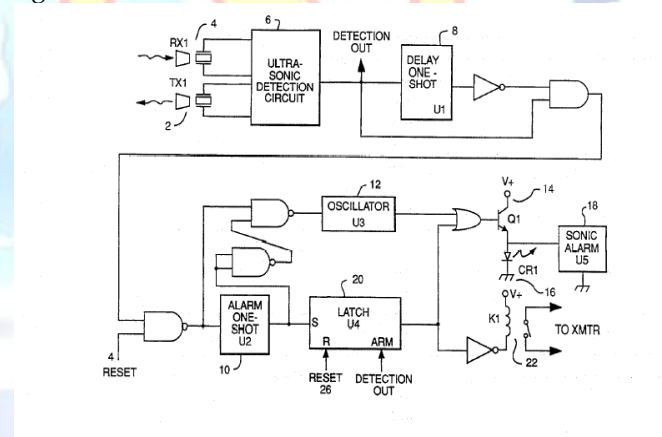 6
4
RX1
TX1
2
ULTRA-
SONIC
DETECTION
CIRCUIT
DETECTION
OUT
8
DELAY
ONE -
SHOT
U1
12
OSCILLATOR
U3
V+
14
Q1
18
SONIC
ALARM
U5
CR1
16
20
LATCH
U4
S
R
ARM
ALARM
ONE-
SHOT U2
10
4
RESET
RESET
26
DETECTION
OUT
V+
K1
22
TO XMTR